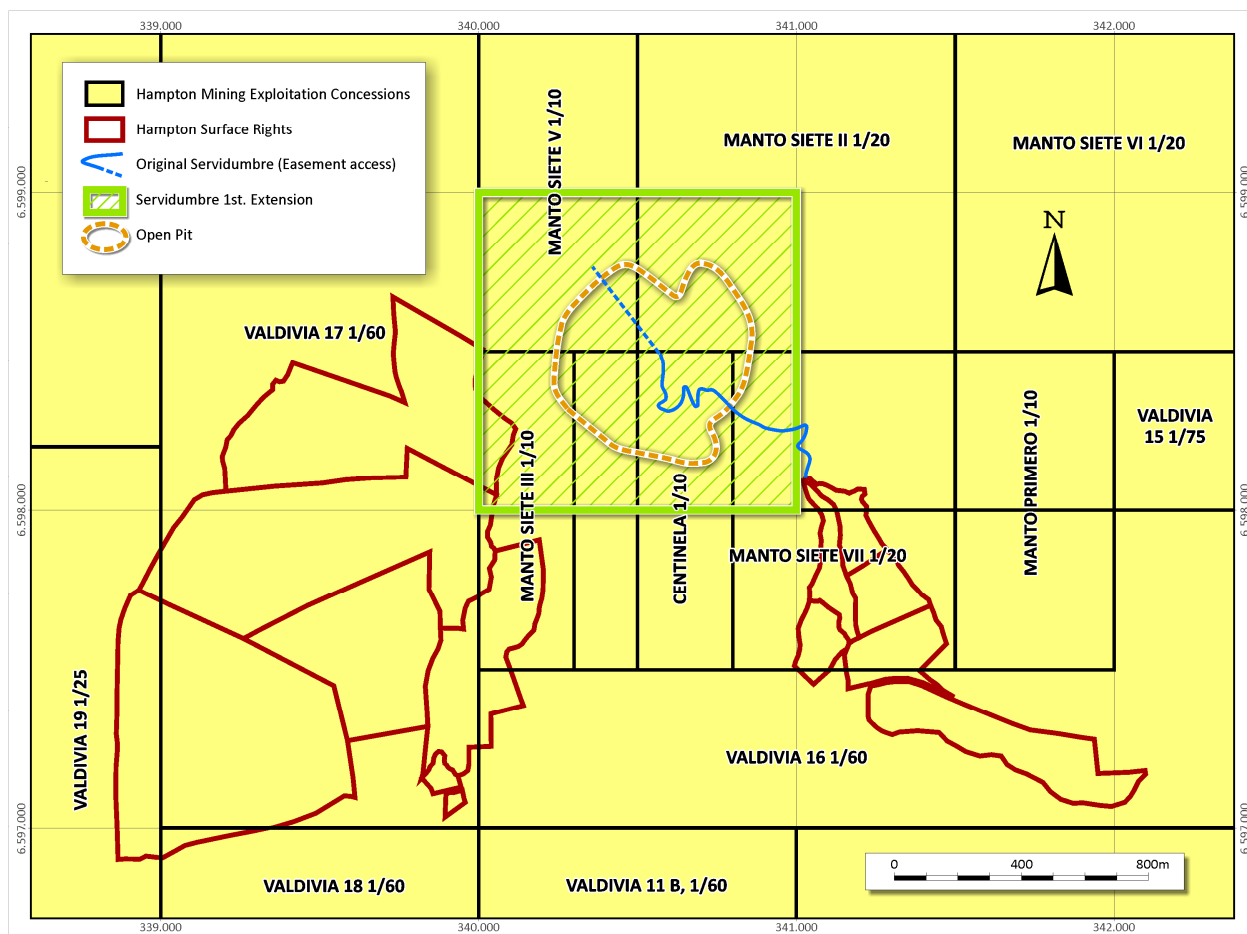 339.000
340.000
341.000
342.000
Hampton Mining Exploitation Concessions
Hampton Surface Rights
Original Servidumbre (Easement access)
Servidumbre 1st. Extension
Open Pit
MANTO SIETE V 1/10
MANTO SIETE II 1/20
MANTO SIETE VI 1/20
6.599.000
6.599.000
N
VALDIVIA 17 1/60
MANTO SIETE III 1/10
CENTINELA 1/10
MANTO PRIMERO 1/10
VALDIVIA
15 1/75
6.598.000
6.598.000
MANTO SIETE VII 1/20
VALDIVIA 19 1/25
VALDIVIA 16 1/60
6.597.000
6.597.000
VALDIVIA 18 1/60
VALDIVIA 11 B, 1/60
0
400
800m
339.000
340.000
341.000
342.000